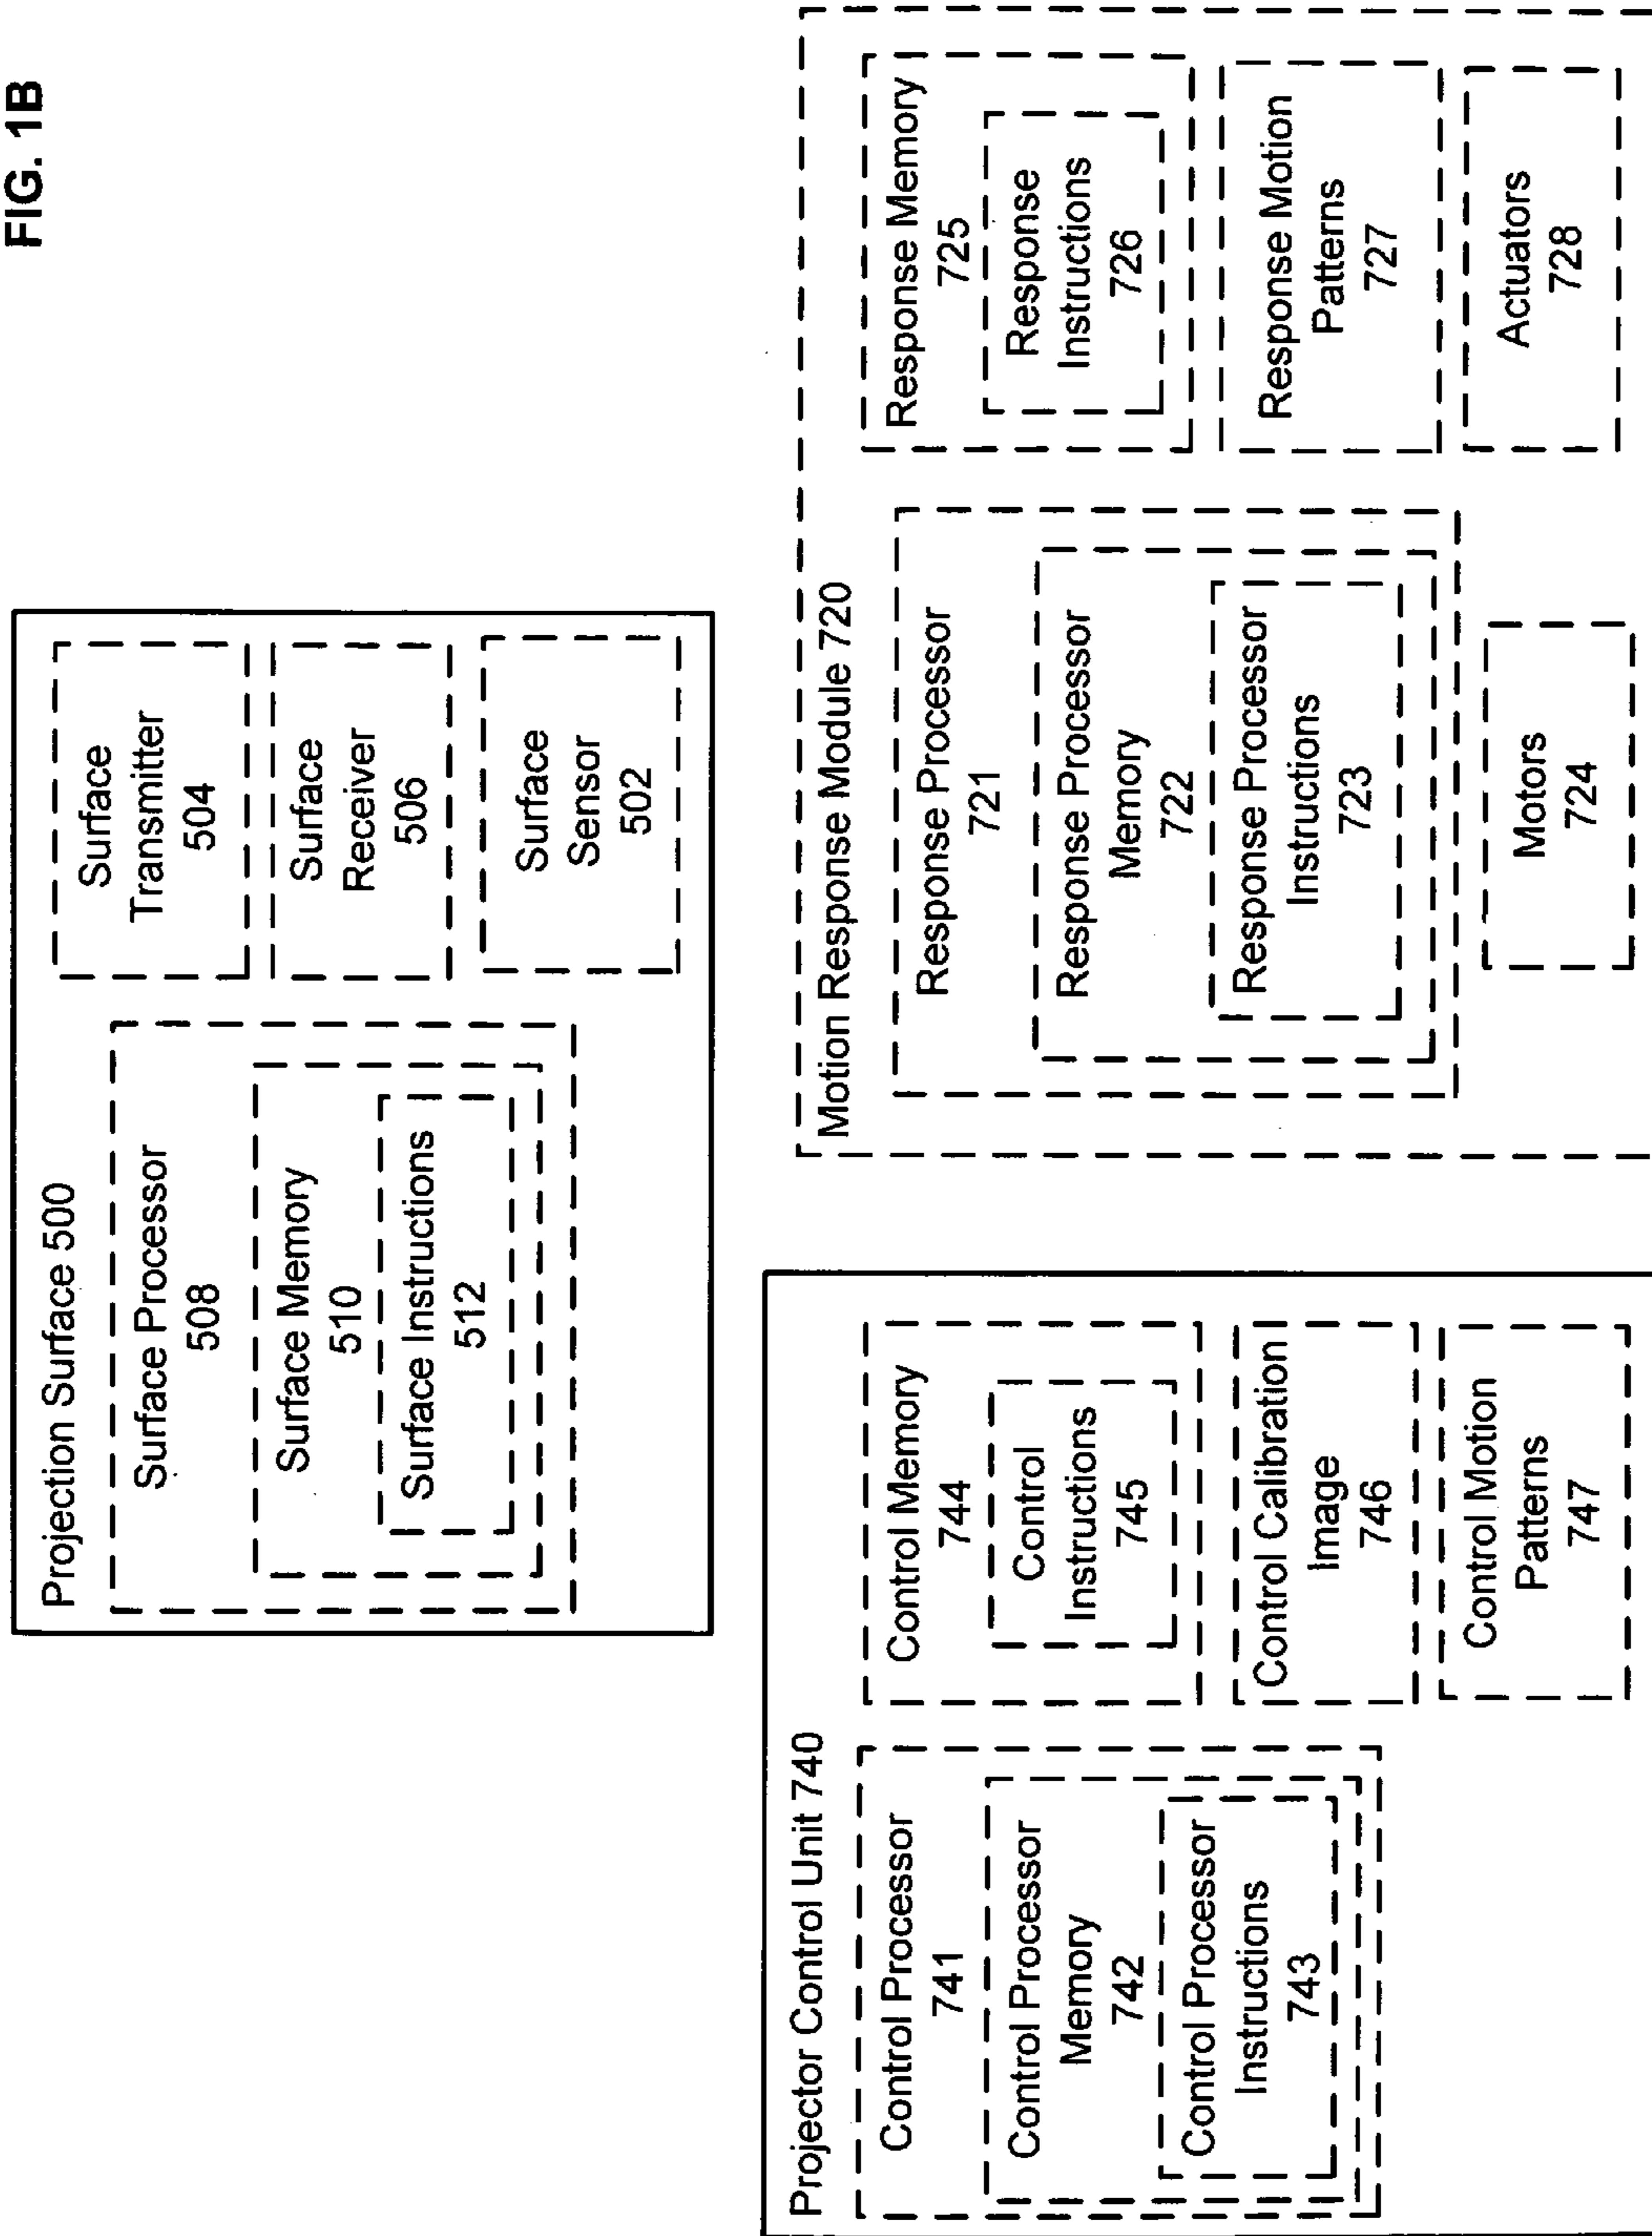 FIG. 1B
Projection Surface 500
Surface Processor
508
Surface Memory
510
Surface Instructions
512
Surface
Transmitter
504
Surface
Receiver
506
Surface
Sensor
502
Projector Control Unit 740
Control Processor
741
Control Processor
Memory
742
Control Processor
Instructions
743
Control Memory
744
Control
Instructions
745
Control Calibration
Image
746
Control Motion
Patterns
747
Motion Response Module 720
Response Processor
721
Response Processor
Memory
722
Response Processor
Instructions
723
Motors
724
Response Memory
725
Response
Instructions
726
Response Motion
Patterns
727
Actuators
728